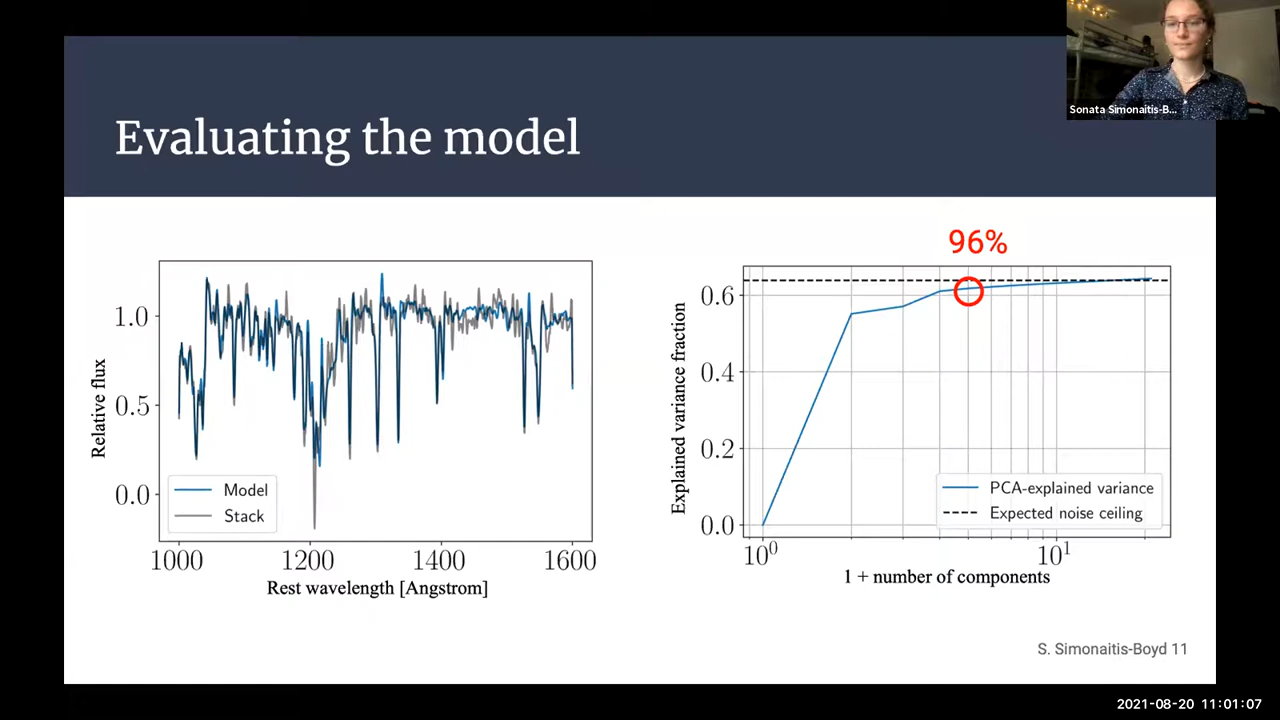 Sonata Simonaitis-B...
Evaluating the model
96%
Relative flux
1.0
0.5
0.0
Model
Stack
1000 1200 1400 1600
Rest wavelength [Angstrom]
Explained variance fraction
0.6
0.4
0.2
0.0
PCA-explained variance
Expected noise ceiling
10⁰ 10¹
1 + number of components
S. Simonaitis-Boyd 11
2021-08-20 11:01:07